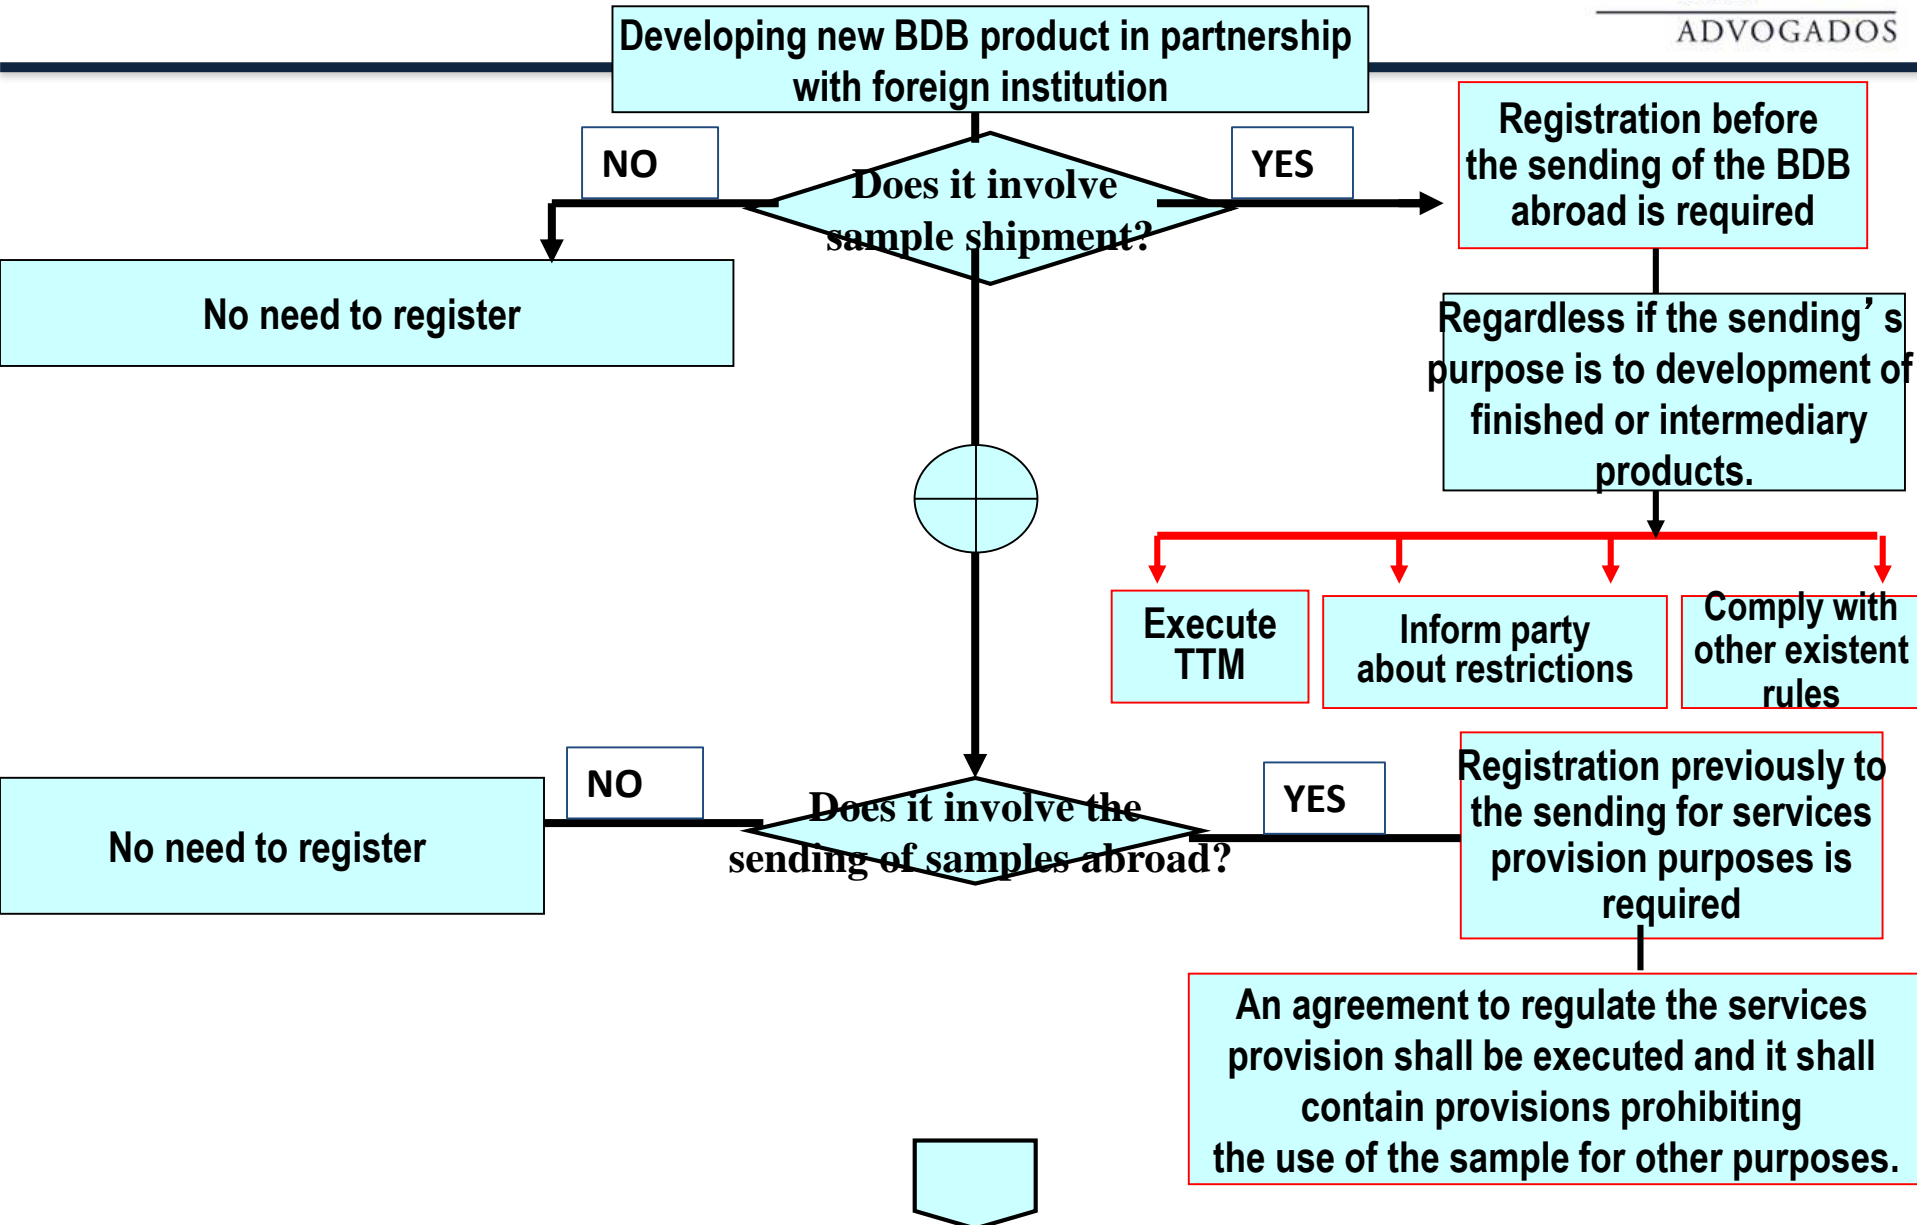 ADVOGADOS
Developing new BDB product in partnership
with foreign institution
NO
Does it involve
sample shipment?
YES
Registration before
the sending of the BDB
abroad is required
No need to register
Regardless if the sending’s
purpose is to development of
finished or intermediary
products.
Execute
TTM
Inform party
about restrictions
Comply with
other existent
rules
NO
Does it involve the
sending of samples abroad?
YES
No need to register
Registration previously to
the sending for services
provision purposes is
required
An agreement to regulate the services
provision shall be executed and it shall
contain provisions prohibiting
the use of the sample for other purposes.